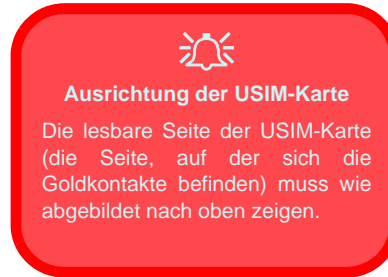 Ausrichtung der USIM-Karte
Die lesbare Seite der USIM-Karte
(die Seite, auf der sich die
Goldkontakte befinden) muss wie
abgebildet nach oben zeigen.